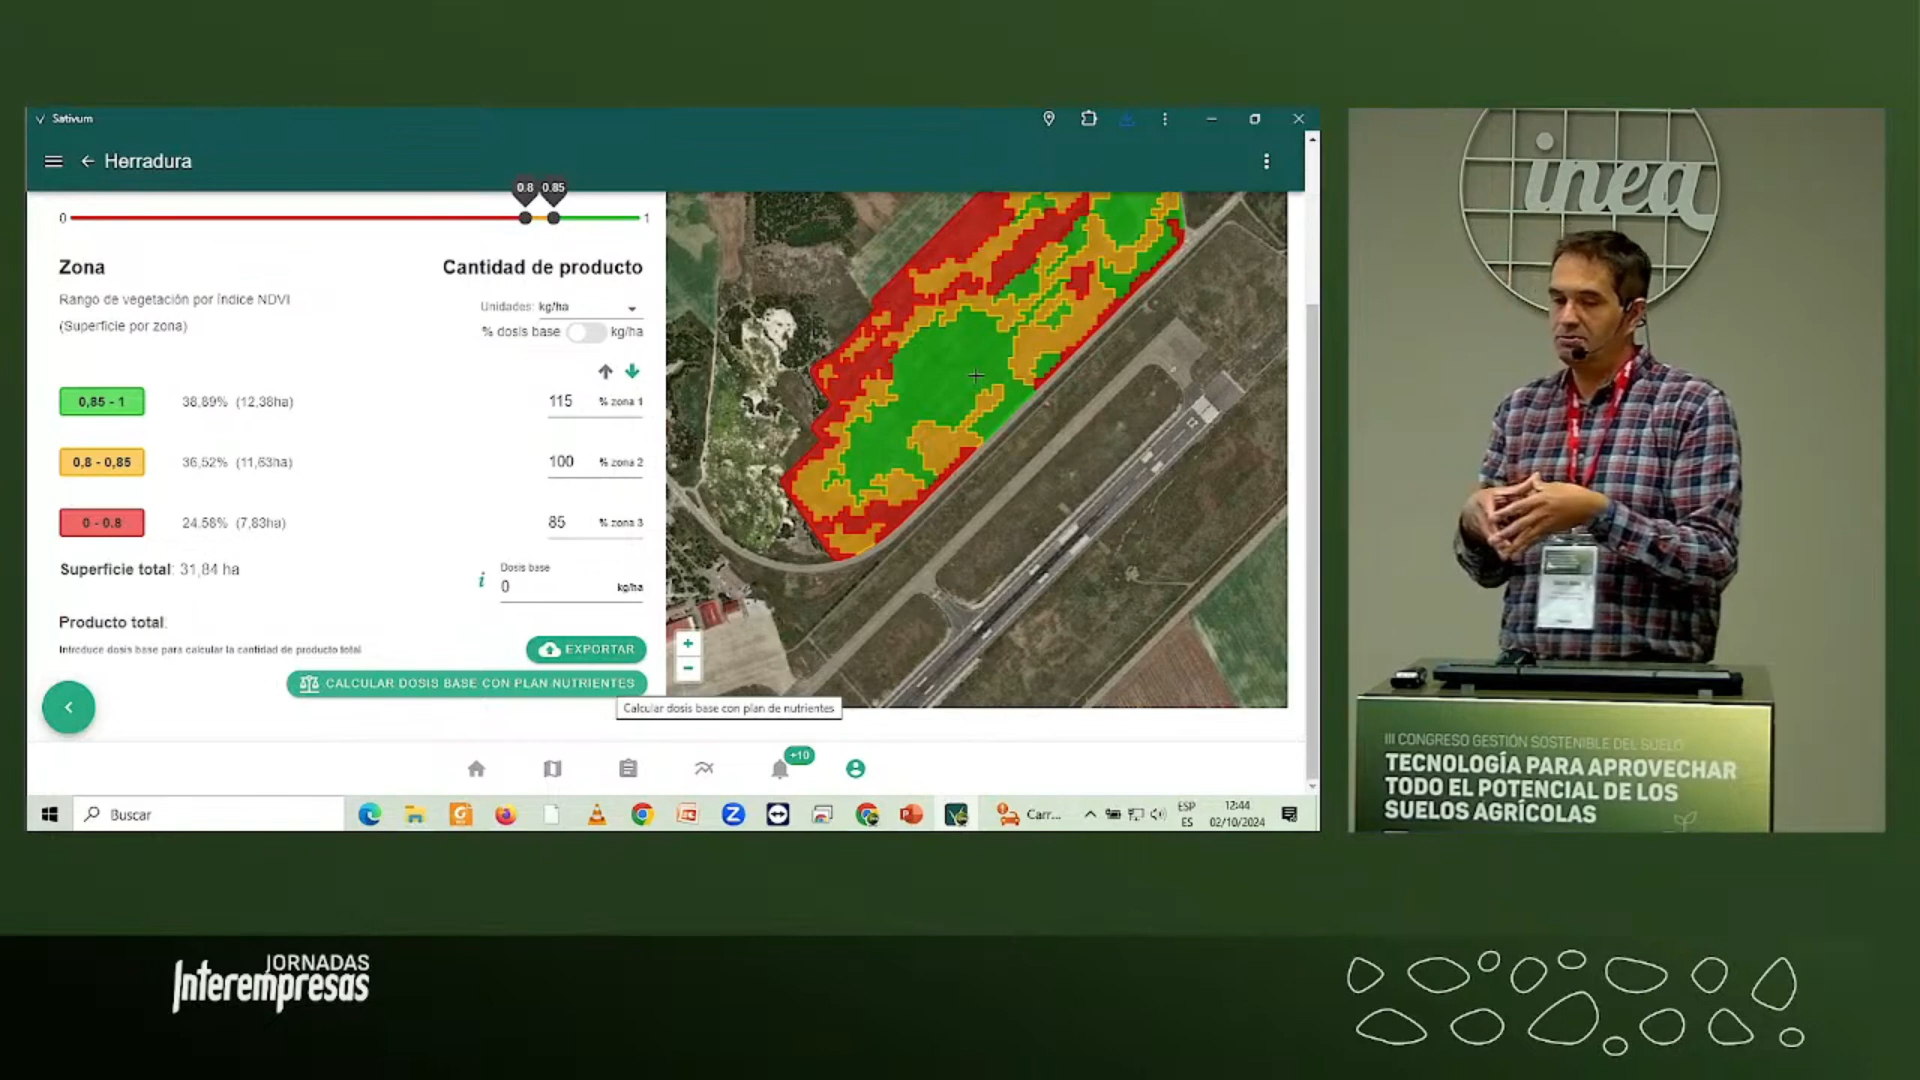 Sativum
Herradura
0.8 0.85
0 1
Zona
Cantidad de producto
Rango de vegetación por índice NDVI
(Superficie por zona)
Unidades: kg/ha
% dosis base kg/ha
0,85 - 1 38,89% (12,38ha) 115 % zona 1
0,8 - 0,85 36,52% (11,63ha) 100 % zona 2
0 - 0.8 24.58% (7,83ha) 85 % zona 3
Superficie total: 31,84 ha
Dosis base
i 0 kg/ha
Producto total.
Introduce dosis base para calcular la cantidad de producto total
EXPORTAR
CALCULAR DOSIS BASE CON PLAN NUTRIENTES
Calcular dosis base con plan de nutrientes
+
−
+10
Buscar
Carr...
ESP
ES
12:44
02/10/2024
inea
III CONGRESO GESTIÓN SOSTENIBLE DEL SUELO
TECNOLOGÍA PARA APROVECHAR
TODO EL POTENCIAL DE LOS
SUELOS AGRÍCOLAS
JORNADAS
Interempresas